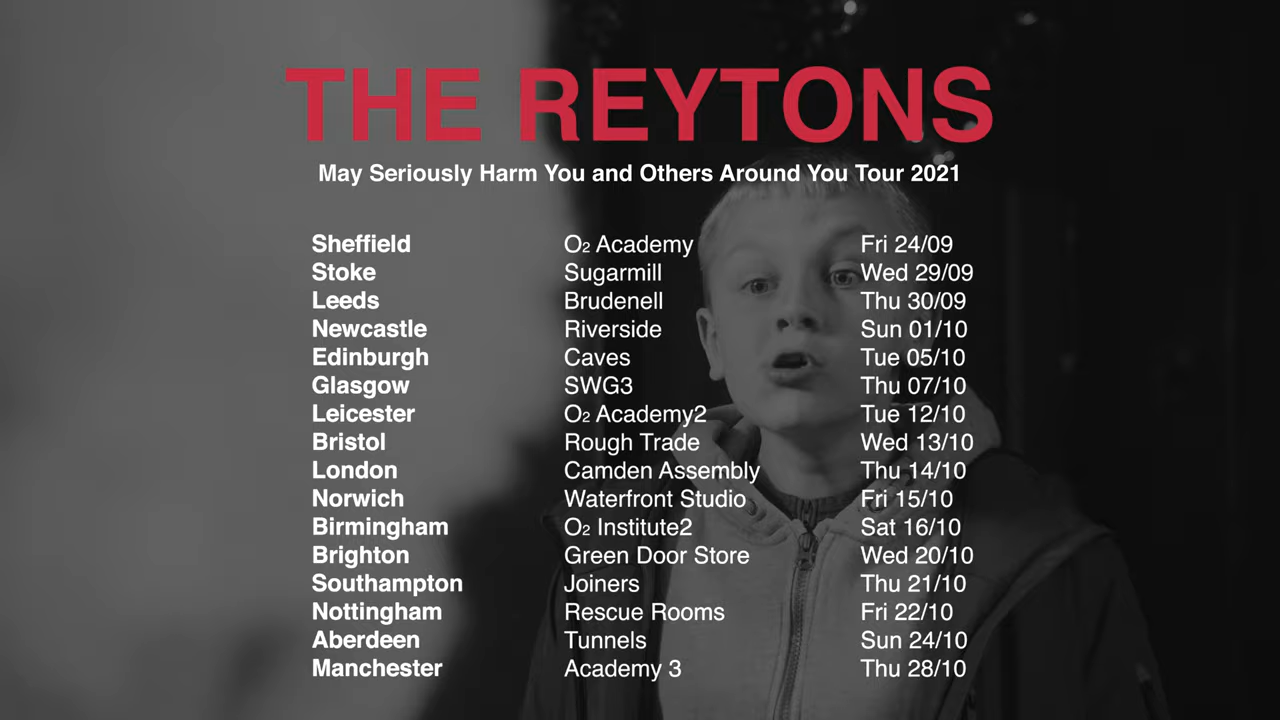 THE REYTONS
May Seriously Harm You and Others Around You Tour 2021
Sheffield O₂ Academy Fri 24/09
Stoke Sugarmill Wed 29/09
Leeds Brudenell Thu 30/09
Newcastle Riverside Sun 01/10
Edinburgh Caves Tue 05/10
Glasgow SWG3 Thu 07/10
Leicester O₂ Academy2 Tue 12/10
Bristol Rough Trade Wed 13/10
London Camden Assembly Thu 14/10
Norwich Waterfront Studio Fri 15/10
Birmingham O₂ Institute2 Sat 16/10
Brighton Green Door Store Wed 20/10
Southampton Joiners Thu 21/10
Nottingham Rescue Rooms Fri 22/10
Aberdeen Tunnels Sun 24/10
Manchester Academy 3 Thu 28/10